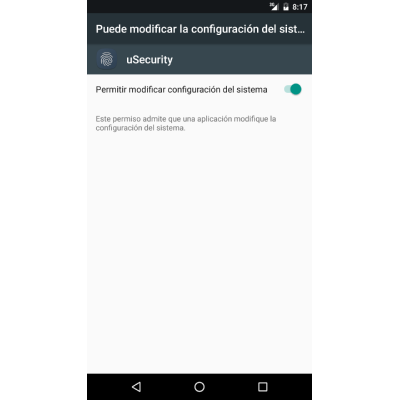 3G 8:17
Puede modificar la configuración del sist...
uSecurity
Permitir modificar configuración del sistema
Este permiso admite que una aplicación modifique la
configuración del sistema.